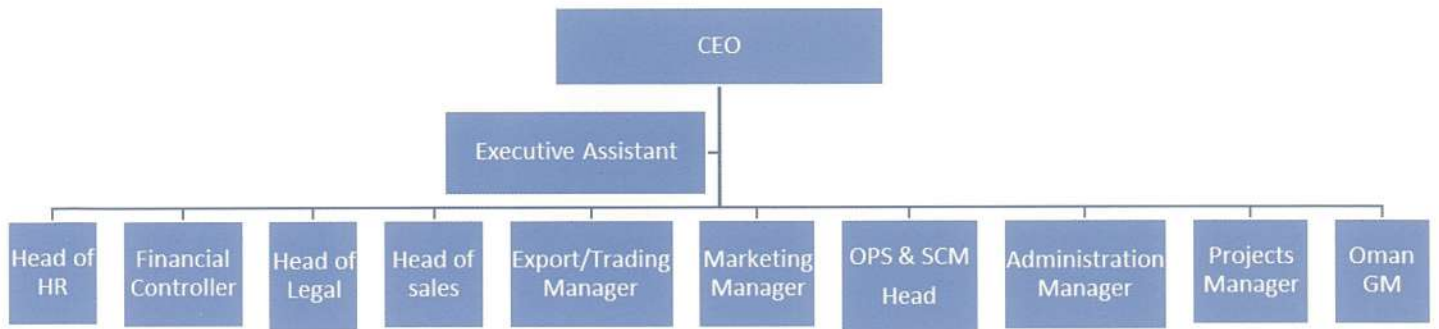 CEO
Executive Assistant
Head of
HR
Financial
Controller
Head of
Legal
Head of
sales
Export/Trading
Manager
Marketing
Manager
OPS & SCM
Head
Administration
Manager
Projects
Manager
Oman
GM